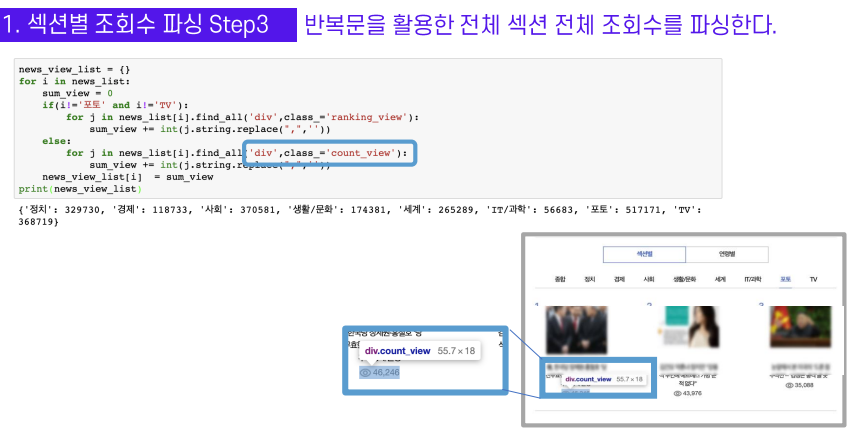 1. 섹션별 조회수 파싱 Step3
반복문을 활용한 전체 섹션 전체 조회수를 파싱한다.
news_view_list = {}
for i in news_list:
    sum_view = 0
    if(i!='포토' and i!='TV'):
        for j in news_list[i].find_all('div',class_='ranking_view'):
            sum_view += int(j.string.replace(",",''))
    else:
        for j in news_list[i].find_all('div',class_='count_view'):
            sum_view += int(j.string.replace(",",''))
    news_view_list[i]  = sum_view
print(news_view_list)
{'정치': 329730, '경제': 118733, '사회': 370581, '생활/문화': 174381, '세계': 265289, 'IT/과학': 56683, '포토': 517171, 'TV':
368719}
섹션별 연령별
종합 정치 경제 사회 생활/문화 세계 IT/과학 포토 TV
1 2 3
div.count_view 55.7 × 18
46,246
div.count_view 55.7 × 18
적 없다"
43,976
35,088